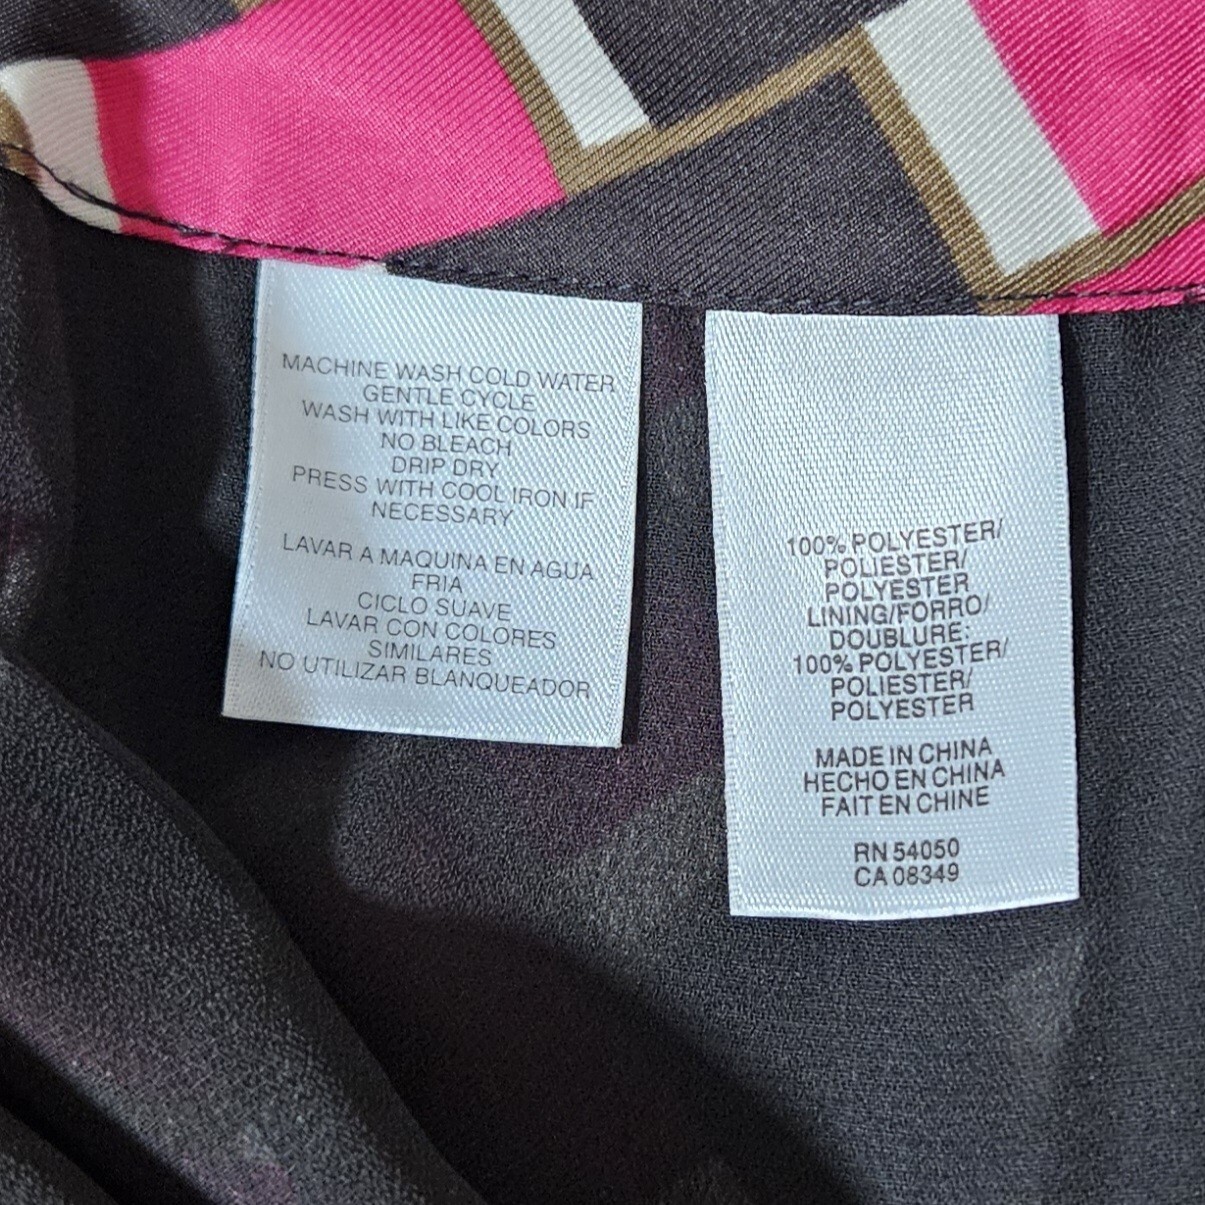 MACHINE WASH COLD WATER
GENTLE CYCLE
WASH WITH LIKE COLORS
NO BLEACH
DRIP DRY
PRESS WITH COOL IRON IF
NECESSARY
LAVAR A MAQUINA EN AGUA
FRIA
CICLO SUAVE
LAVAR CON COLORES
SIMILARES
NO UTILIZAR BLANQUEADOR
100% POLYESTER/
POLIESTER/
POLYESTER
LINING/FORRO/
DOUBLURE:
100% POLYESTER/
POLIESTER/
POLYESTER
MADE IN CHINA
HECHO EN CHINA
FAIT EN CHINE
RN 54050
CA 08349